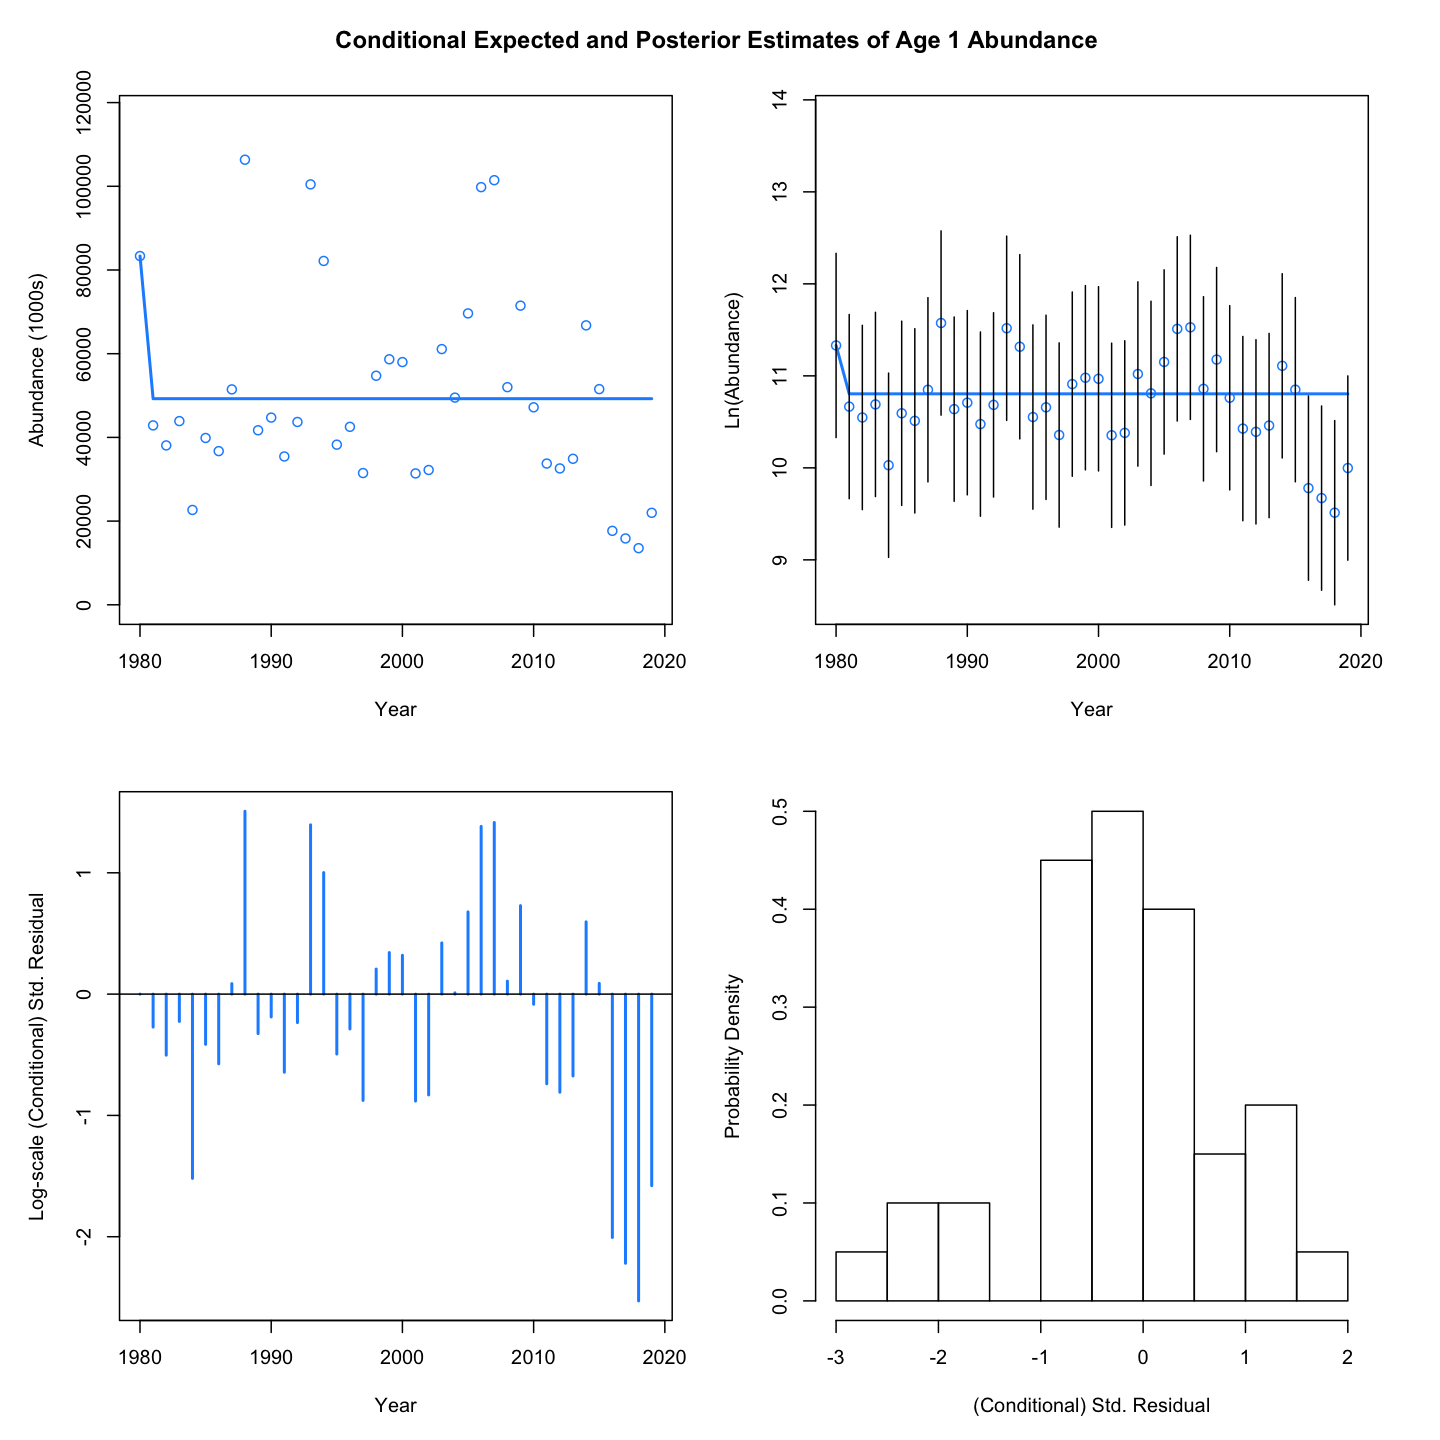 Conditional Expected and Posterior Estimates of Age 1 Abundance
Abundance (1000s)
120000
100000
80000
60000
40000
20000
0
1980 1990 2000 2010 2020
Year
Ln(Abundance)
14
13
12
11
10
9
1980 1990 2000 2010 2020
Year
Log-scale (Conditional) Std. Residual
1
0
-1
-2
1980 1990 2000 2010 2020
Year
Probability Density
0.5
0.4
0.3
0.2
0.1
0.0
-3 -2 -1 0 1 2
(Conditional) Std. Residual